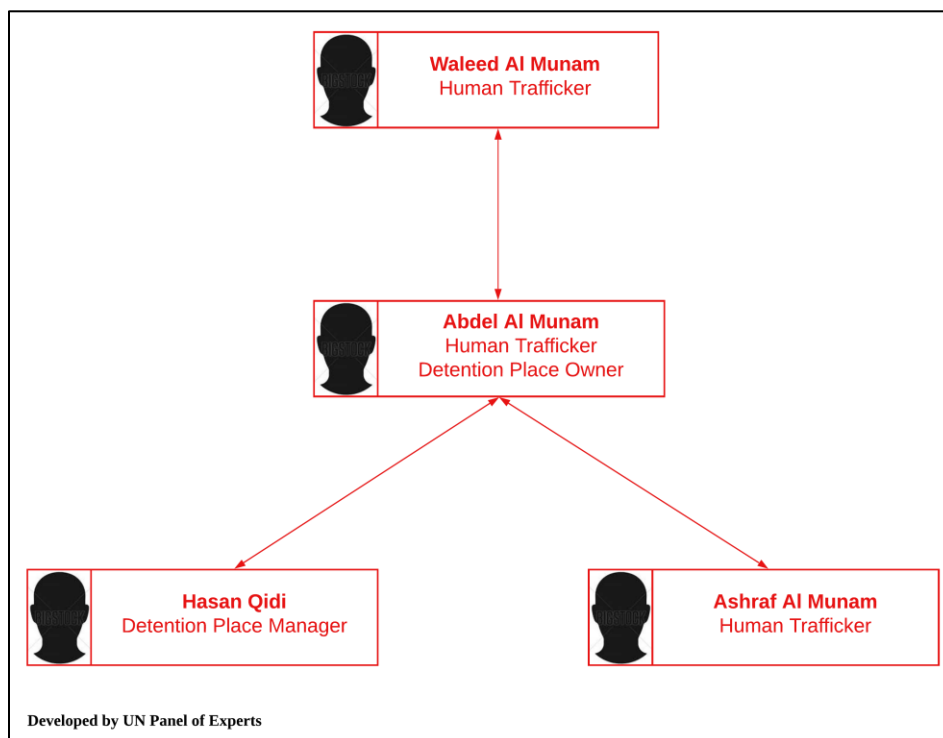 Waleed Al Munam
Human Trafficker
Abdel Al Munam
Human Trafficker
Detention Place Owner
Hasan Qidi
Detention Place Manager
Ashraf Al Munam
Human Trafficker
Developed by UN Panel of Experts